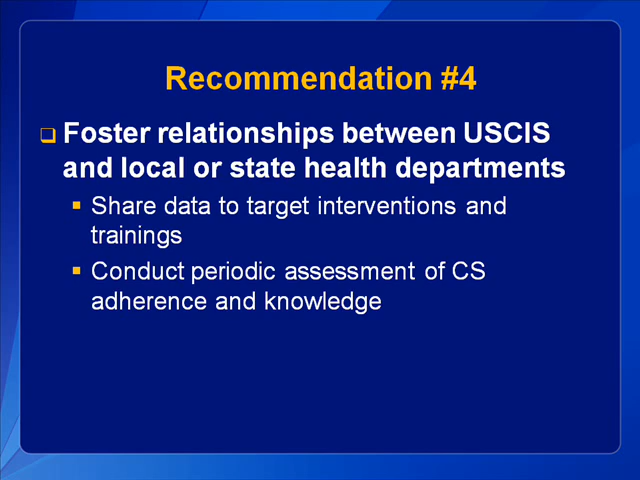 Recommendation #4
Foster relationships between USCIS
and local or state health departments
Share data to target interventions and
trainings
Conduct periodic assessment of CS
adherence and knowledge